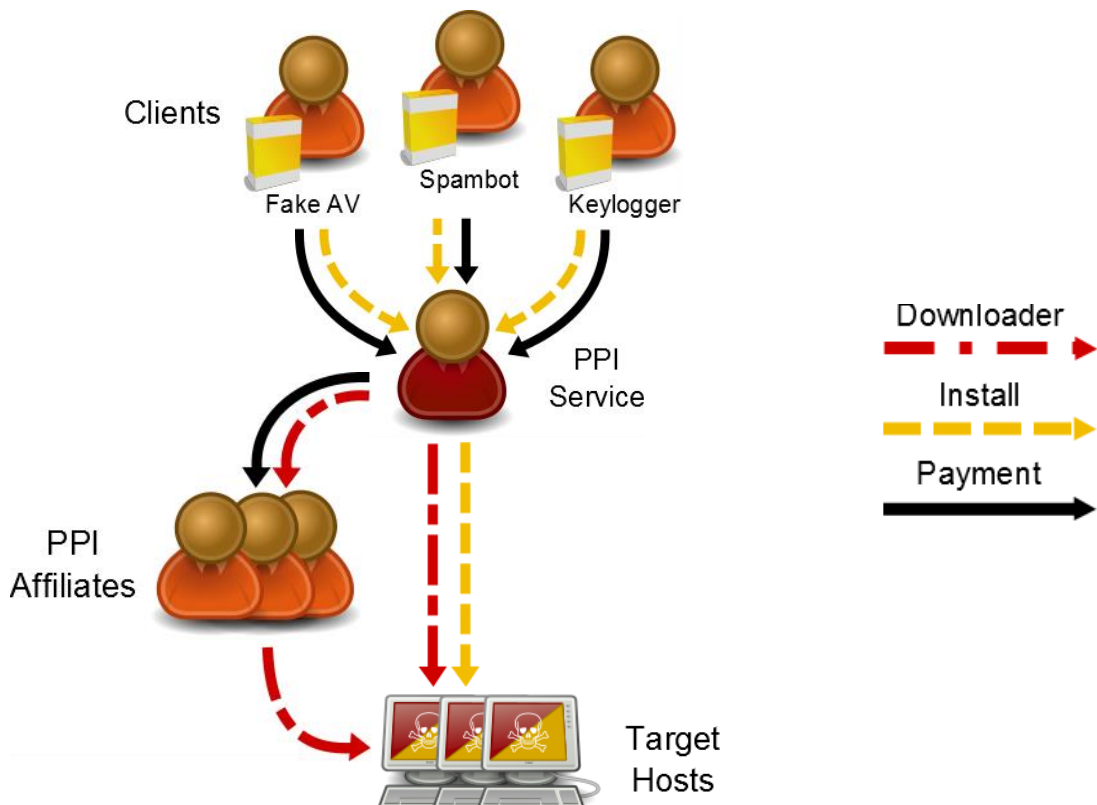 Clients
Fake AV
Spambot
Keylogger
PPI
Service
Downloader
Install
Payment
PPI
Affiliates
Target
Hosts